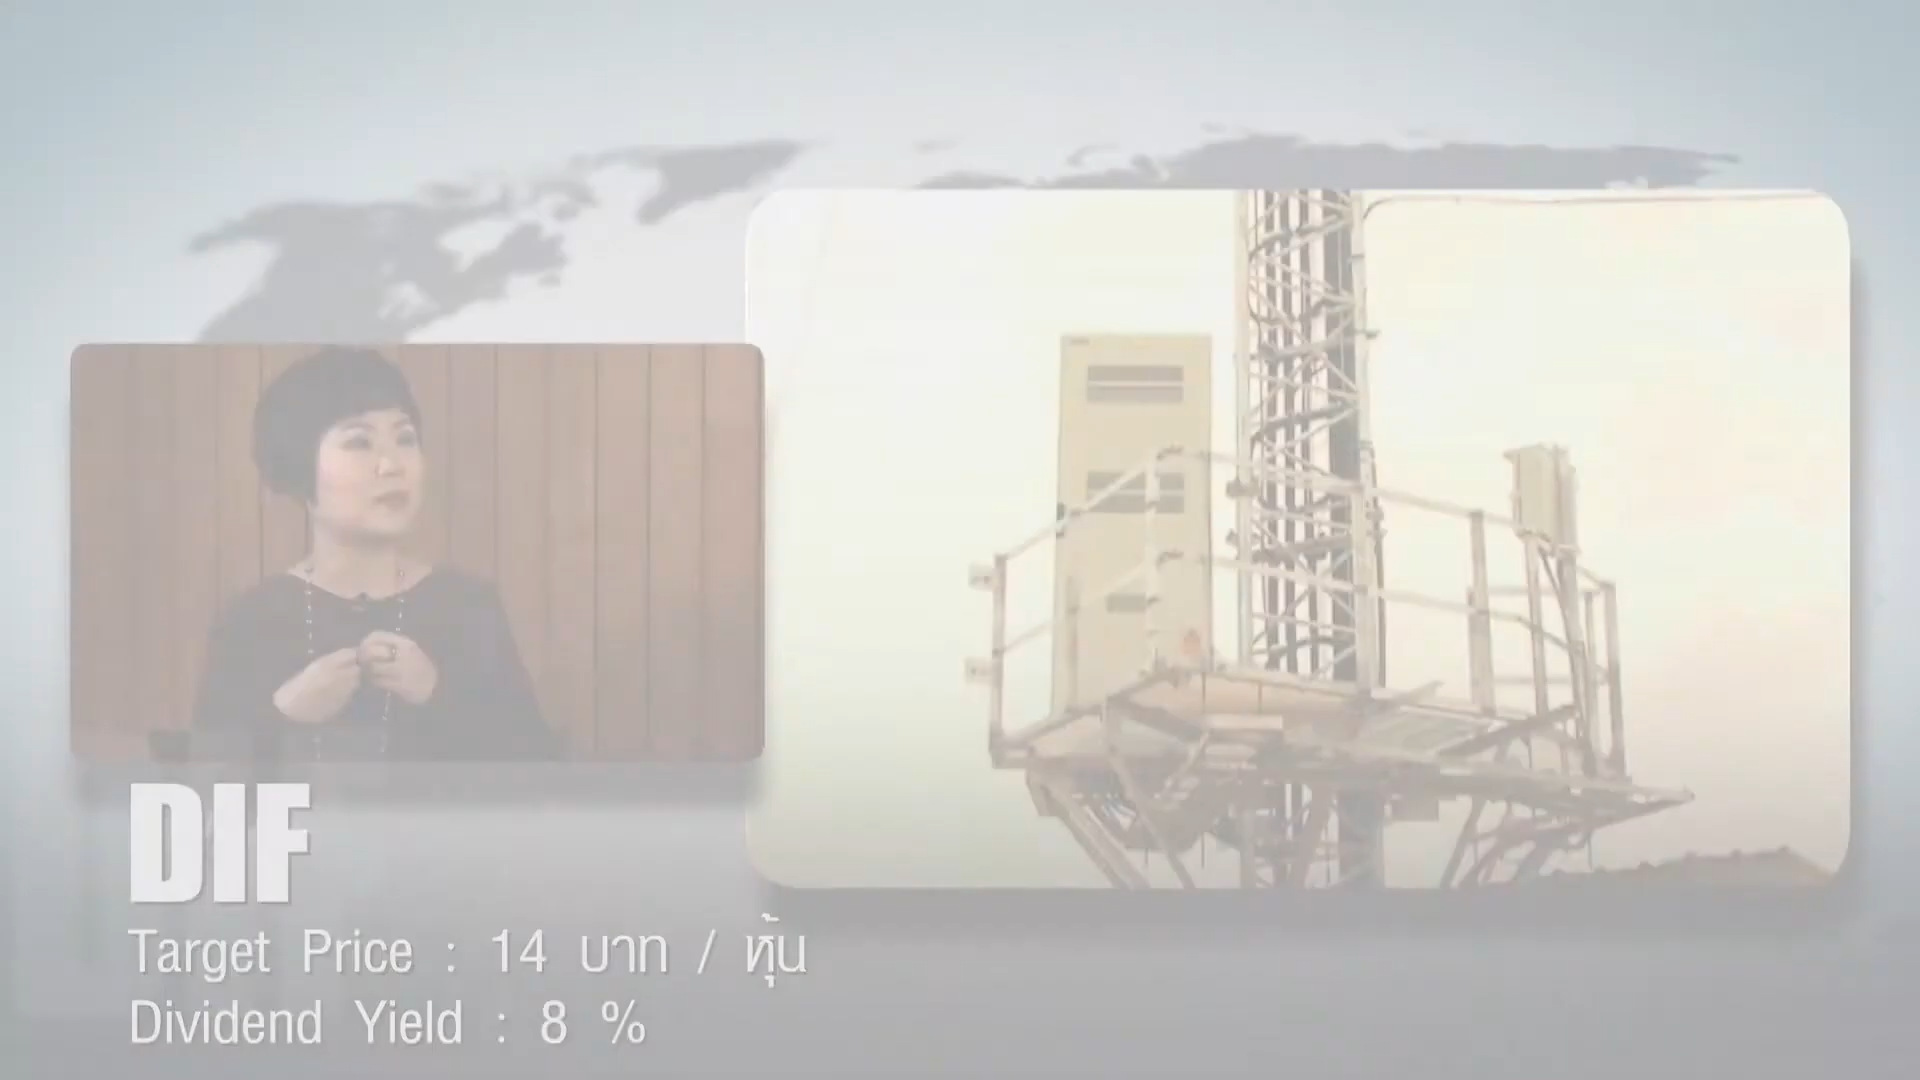 DIF
Target Price : 14 บาท / หุ้น
Dividend Yield : 8 %